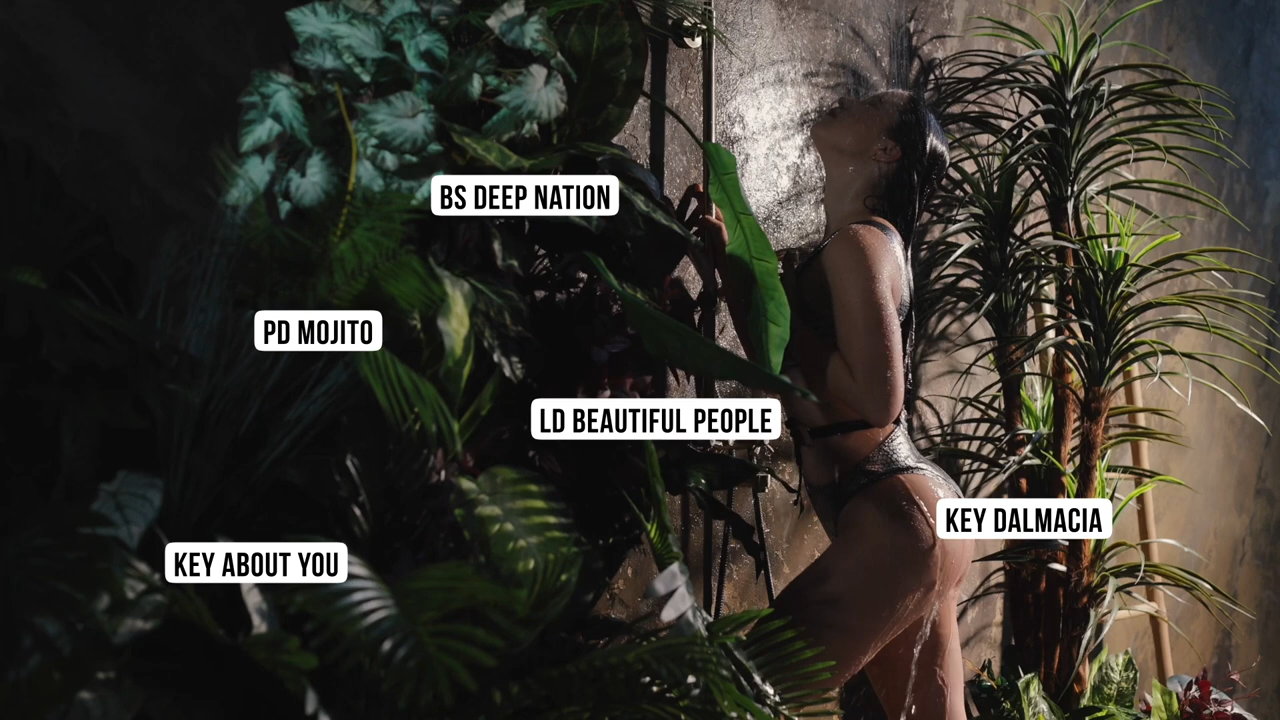 BS DEEP NATION
PD MOJITO
LD BEAUTIFUL PEOPLE
KEY DALMACIA
KEY ABOUT YOU